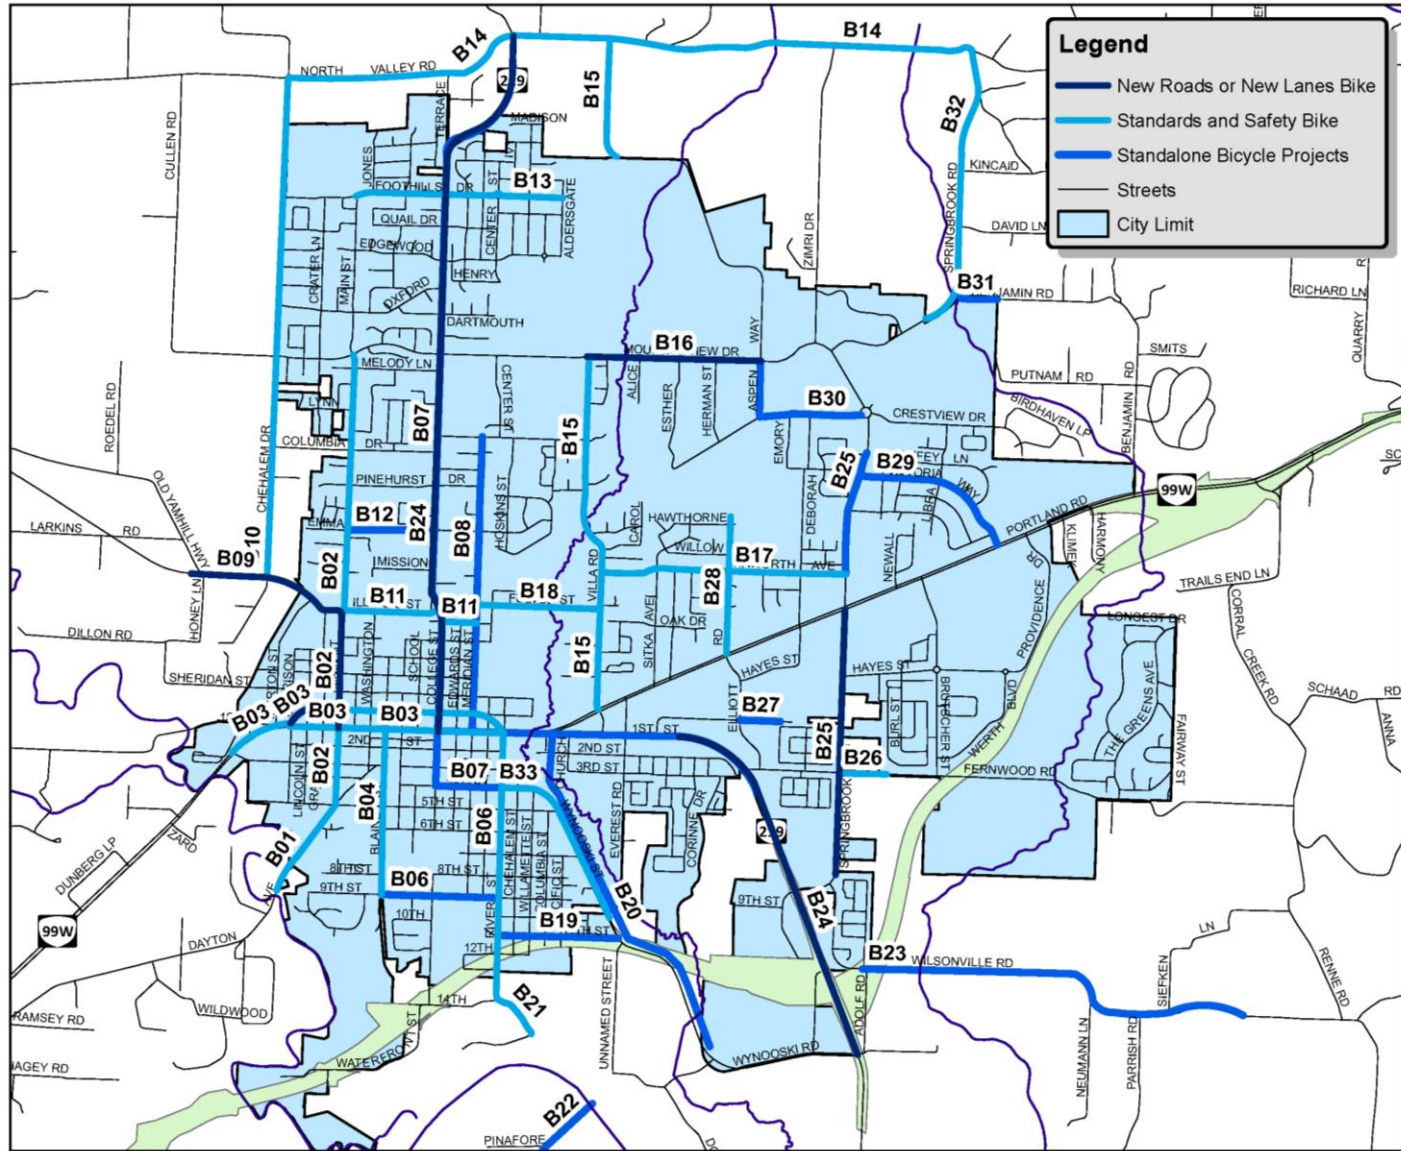 B14
B14
Legend
New Roads or New Lanes Bike
Standards and Safety Bike
Standalone Bicycle Projects
Streets
City Limit
NORTH VALLEY RD
B15
B32
CULLEN RD
TERRACE
MADISON
JONES
KINCAID
FOOTHILLS DR
B13
ST
CENTER
ALDERSGATE
QUAIL DR
EDGEWOOD
HENRY
ZIMRI DR
SPRINGBROOK RD
DAVID LN
CRATER LN
MAIN ST
B31
JAMIN RD
RICHARD LN
QUARRY
DARTMOUTH
B16
WAY
MELODY LN
CENTER ST
ALICE
ESTHER
HERMAN ST
ASPEN
SMITS
PUTNAM RD
BENJAMIN RD
ROEDEL RD
LYNN
B07
B30
CRESTVIEW DR
BIRDHAVEN LP
COLUMBIA DR
B15
EMORY
CHEHALEM DR
PINEHURST DR
B25
B29
LN
WAY
LIBRA
DEBORAH
99W
PORTLAND RD
OLD YAMHILL HWY
LARKINS RD
10
EMMA
B12
B24
B08
HOSKINS ST
CAROL
HAWTHORNE
WILLOW
KLIMEK
HARMONY
B09
B02
MISSION
VILLA RD
B17
AVE
NEWALL
DR
TRAILS END LN
HONEY LN
B11
ST
B11
B18
ST
B28
DILLON RD
SITKA AVE
OAK DR
RD
PROVIDENCE
CORRAL CREEK RD
SHERIDAN ST
B02
WASHINGTON
SCHOOL
COLLEGE ST
EDWARDS ST
MERIDIAN ST
B15
HAYES ST
HAYES ST
THE GREENS AVE
FAIRWAY ST
SCHAAD RD
ANNA
B03
B03
B03
B03
ELLIOTT
B27
BRUTSCHER ST
BLVD
WERTH
BURL ST
1ST ST
2ND ST
2ND ST
3RD ST
CHURCH
B25
B26
FERNWOOD RD
LINCOLN ST
B02
B07
B33
B04
5TH ST
6TH ST
B06
CHEHALEM ST
WILLAMETTE ST
WYNOOSKI ST
EVEREST RD
CORINNE DR
SPRINGBROOK
DUNBERG LP
B01
AVE
BLAIN
8TH ST
9TH ST
B06
B20
9TH ST
B24
99W
10TH
RIVER ST
B19
12TH
DAYTON
B23
WILSONVILLE RD
LN
SIEFKEN
RENNE RD
RAMSEY RD
WILDWOOD
14TH
B21
UNNAMED STREET
ADOLF RD
NEUMANN LN
PARRISH RD
WATERFRONT ST
WYNOOSKI RD
HAGEY RD
B22
PINAFORE